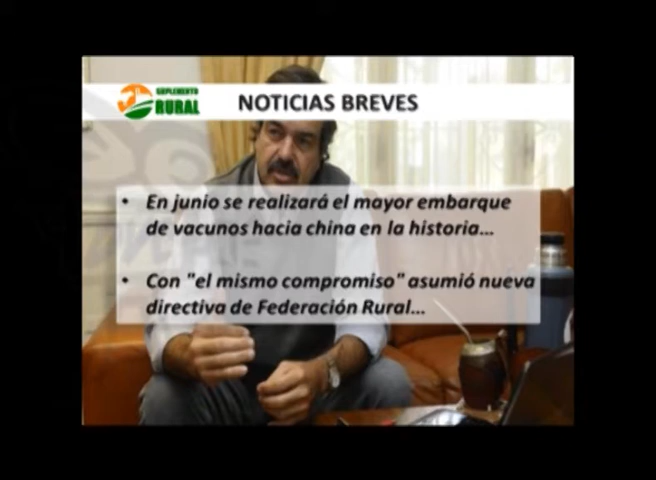 SUPLEMENTO
RURAL
NOTICIAS BREVES
• En junio se realizará el mayor embarque
de vacunos hacia china en la historia...
• Con "el mismo compromiso" asumió nueva
directiva de Federación Rural...